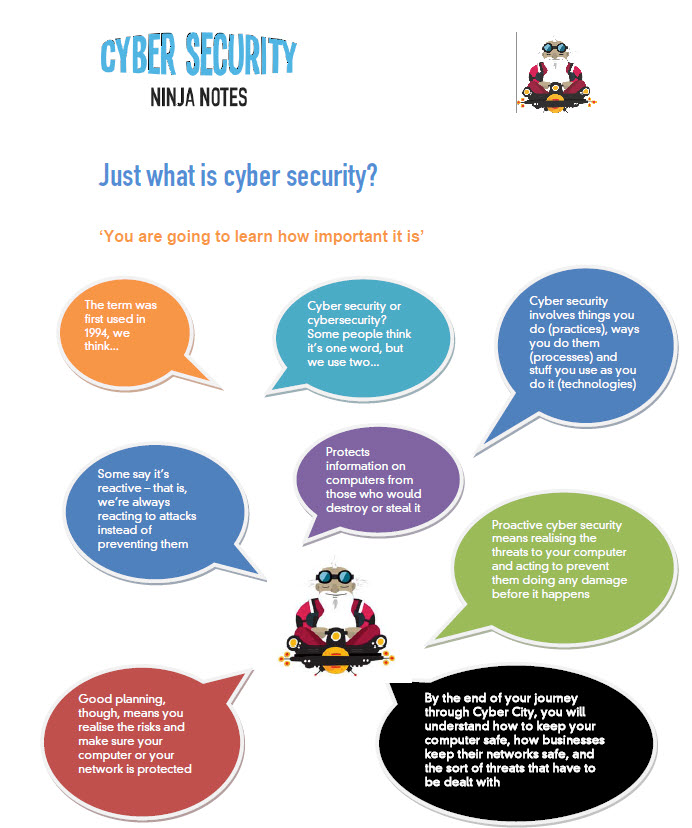 CYBER SECURITY
NINJA NOTES
Just what is cyber security?
‘You are going to learn how important it is’
The term was
first used in
1994, we
think...
Cyber security or
cybersecurity?
Some people think
it’s one word, but
we use two...
Cyber security
involves things you
do (practices), ways
you do them
(processes) and
stuff you use as you
do it (technologies)
Some say it’s
reactive – that is,
we’re always
reacting to attacks
instead of
preventing them
Protects
information on
computers from
those who would
destroy or steal it
Proactive cyber security
means realising the
threats to your computer
and acting to prevent
them doing any damage
before it happens
Good planning,
though, means you
realise the risks and
make sure your
computer or your
network is protected
By the end of your journey
through Cyber City, you will
understand how to keep your
computer safe, how businesses
keep their networks safe, and
the sort of threats that have to
be dealt with